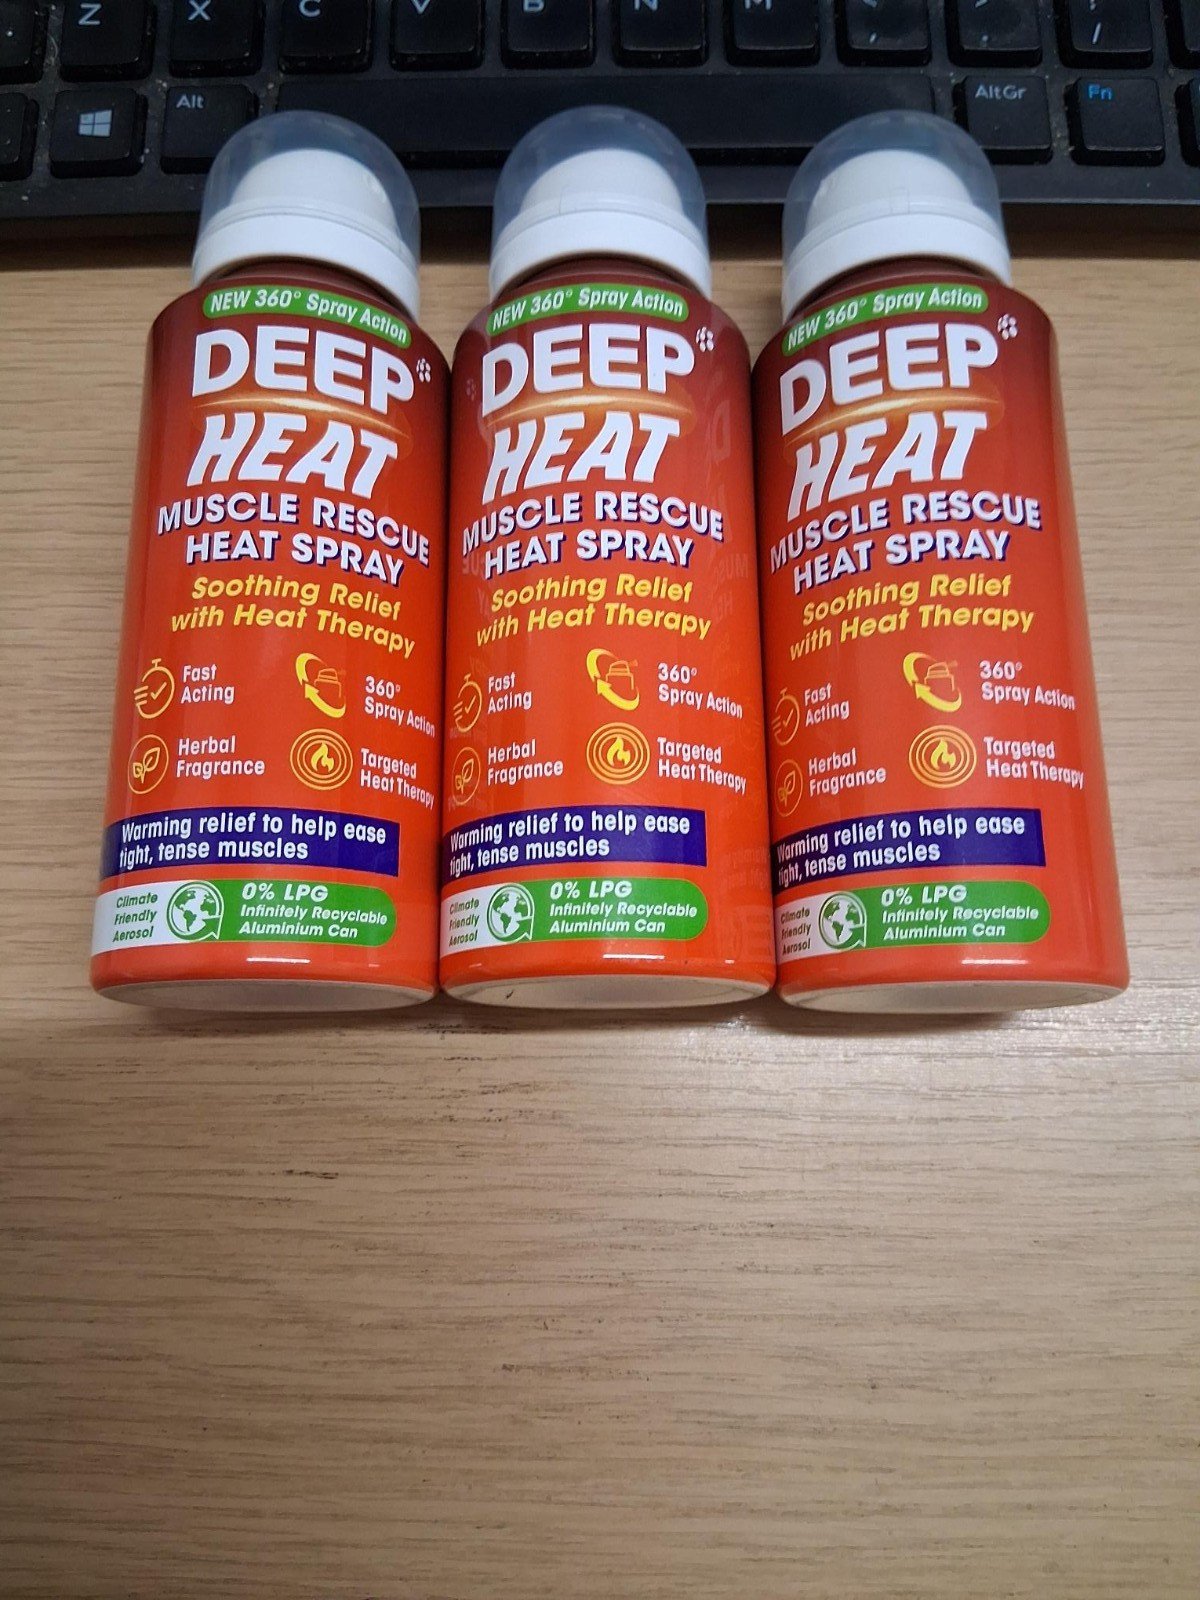 Z X C V B N M < > /
Alt AltGr Fn
NEW 360° Spray Action
DEEP
HEAT
MUSCLE RESCUE
HEAT SPRAY
Soothing Relief
with Heat Therapy
Fast
Acting
360°
Spray Action
Herbal
Fragrance
Targeted
Heat Therapy
Warming relief to help ease
tight, tense muscles
Climate
Friendly
Aerosol
0% LPG
Infinitely Recyclable
Aluminium Can
NEW 360° Spray Action
DEEP
HEAT
MUSCLE RESCUE
HEAT SPRAY
Soothing Relief
with Heat Therapy
Fast
Acting
360°
Spray Action
Herbal
Fragrance
Targeted
Heat Therapy
Warming relief to help ease
tight, tense muscles
Climate
Friendly
Aerosol
0% LPG
Infinitely Recyclable
Aluminium Can
NEW 360° Spray Action
DEEP
HEAT
MUSCLE RESCUE
HEAT SPRAY
Soothing Relief
with Heat Therapy
Fast
Acting
360°
Spray Action
Herbal
Fragrance
Targeted
Heat Therapy
Warming relief to help ease
tight, tense muscles
Climate
Friendly
Aerosol
0% LPG
Infinitely Recyclable
Aluminium Can